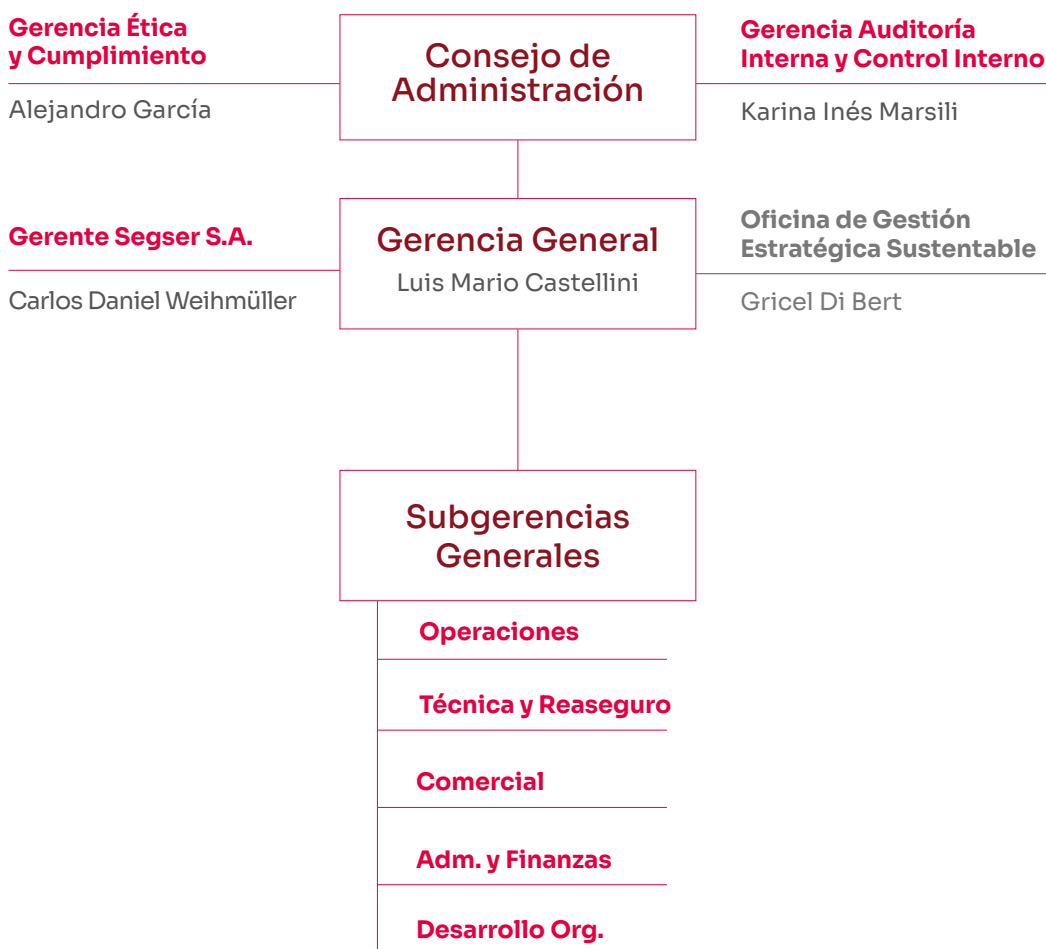 Gerencia Ética
y Cumplimiento
Alejandro García
Consejo de
Administración
Gerencia Auditoría
Interna y Control Interno
Karina Inés Marsili
Gerente Segser S.A.
Carlos Daniel Weihmüller
Gerencia General
Luis Mario Castellini
Oficina de Gestión
Estratégica Sustentable
Gricel Di Bert
Subgerencias
Generales
Operaciones
Técnica y Reaseguro
Comercial
Adm. y Finanzas
Desarrollo Org.